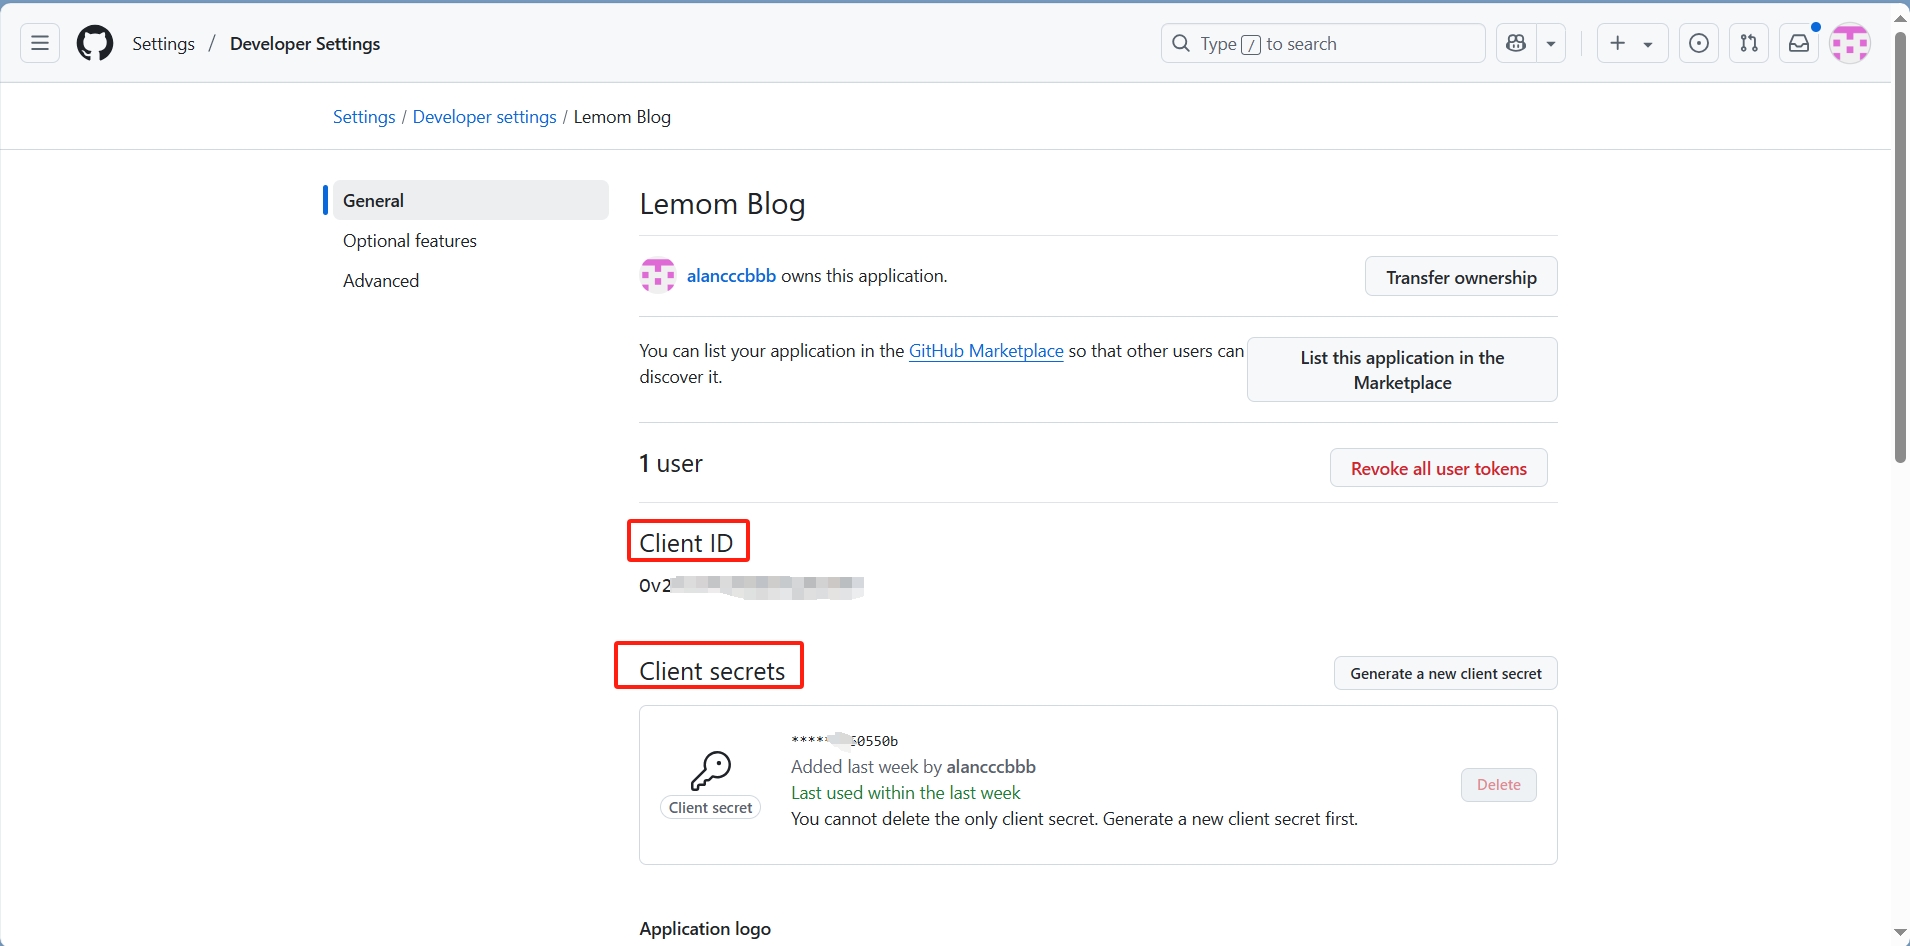 Settings / Developer Settings
Type / to search
Settings / Developer settings / Lemom Blog
General
Optional features
Advanced
Lemom Blog
alancccbbb owns this application.
Transfer ownership
You can list your application in the GitHub Marketplace so that other users can
discover it.
List this application in the
Marketplace
1 user
Revoke all user tokens
Client ID
Ov2
Client secrets
Generate a new client secret
Client secret
****60550b
Added last week by alancccbbb
Last used within the last week
You cannot delete the only client secret. Generate a new client secret first.
Delete
Application logo